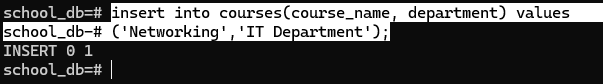 school_db=# insert into courses(course_name, department) values
school_db-# ('Networking','IT Department');
INSERT 0 1
school_db=#